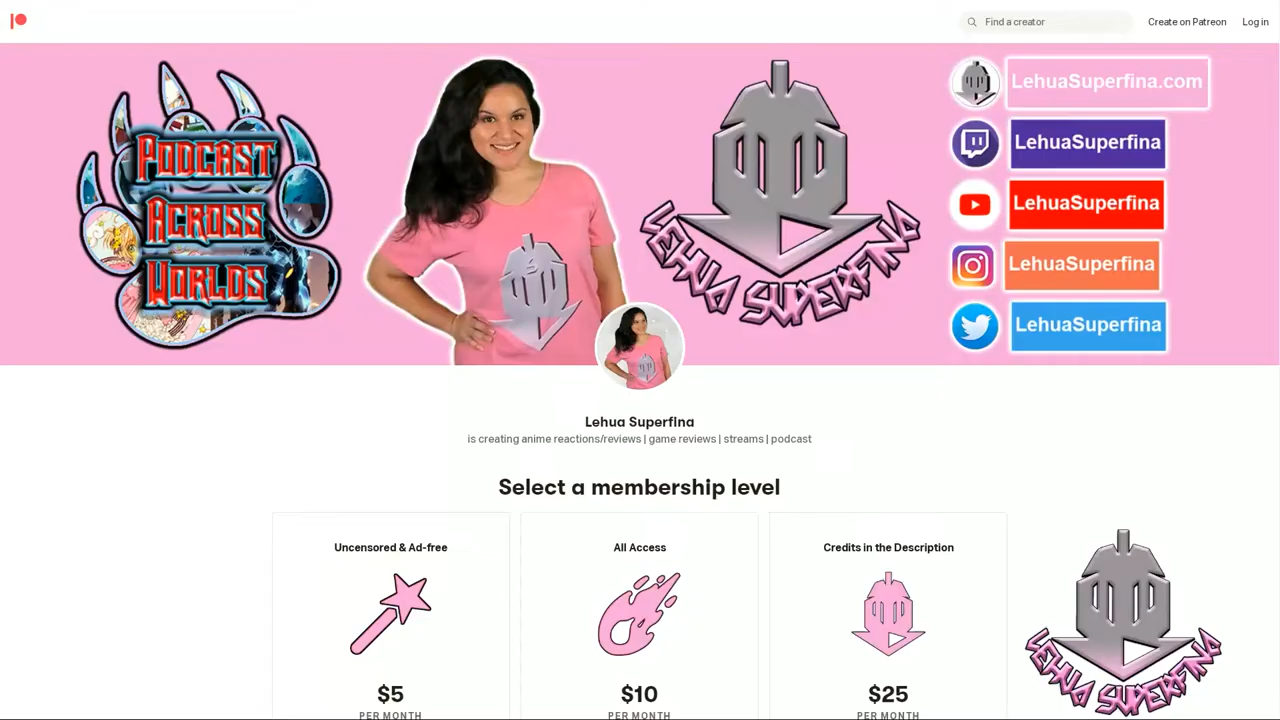 Find a creator
Create on Patreon
Log in
PODCAST
ACROSS
WORLDS
LEHUA SUPERFINA
LehuaSuperfina.com
LehuaSuperfina
LehuaSuperfina
LehuaSuperfina
LehuaSuperfina
Lehua Superfina
is creating anime reactions/reviews | game reviews | streams | podcast
Select a membership level
Uncensored & Ad-free
All Access
Credits in the Description
$5
$10
$25
PER MONTH
PER MONTH
PER MONTH
LEHUA SUPERFINA